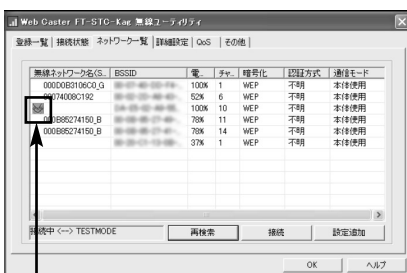 Web Caster FT-STC-Kag 無線ユーティリティ
登録一覧 接続状態 ネットワーク一覧 詳細設定 QoS その他
無線ネットワーク名(S.. BSSID 電.. チャ.. 暗号化 認証方式 通信モード
000D0B3106C0_G 100% 1 WEP 不明 本体使用
00074008C192 52% 6 WEP 不明 本体使用
100% 10 WEP 不明 本体使用
000B85274150_B 78% 11 WEP 不明 本体使用
000B85274150_B 78% 14 WEP 不明 本体使用
37% 1 WEP 不明 本体使用
接続中 <--> TESTMODE 再検索 接続 設定追加
OK ヘルプ